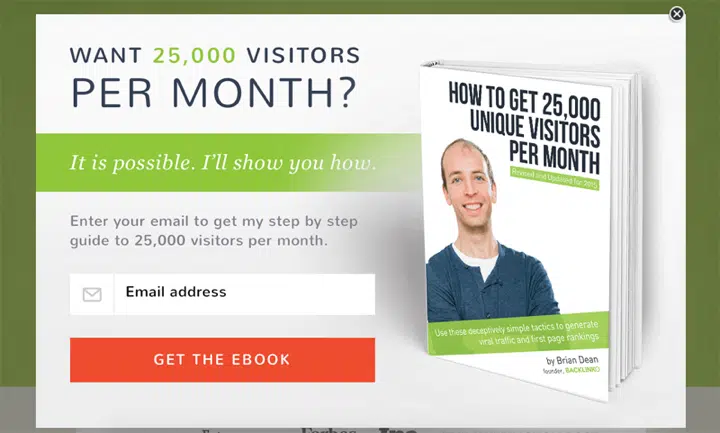 WANT 25,000 VISITORS
PER MONTH?
It is possible. I'll show you how.
Enter your email to get my step by step
guide to 25,000 visitors per month.
Email address
GET THE EBOOK
HOW TO GET 25,000
UNIQUE VISITORS
PER MONTH
Revised and Updated for 2015
Use these deceptively simple tactics to generate
viral traffic and first page rankings
by Brian Dean
founder, BACKLINKO